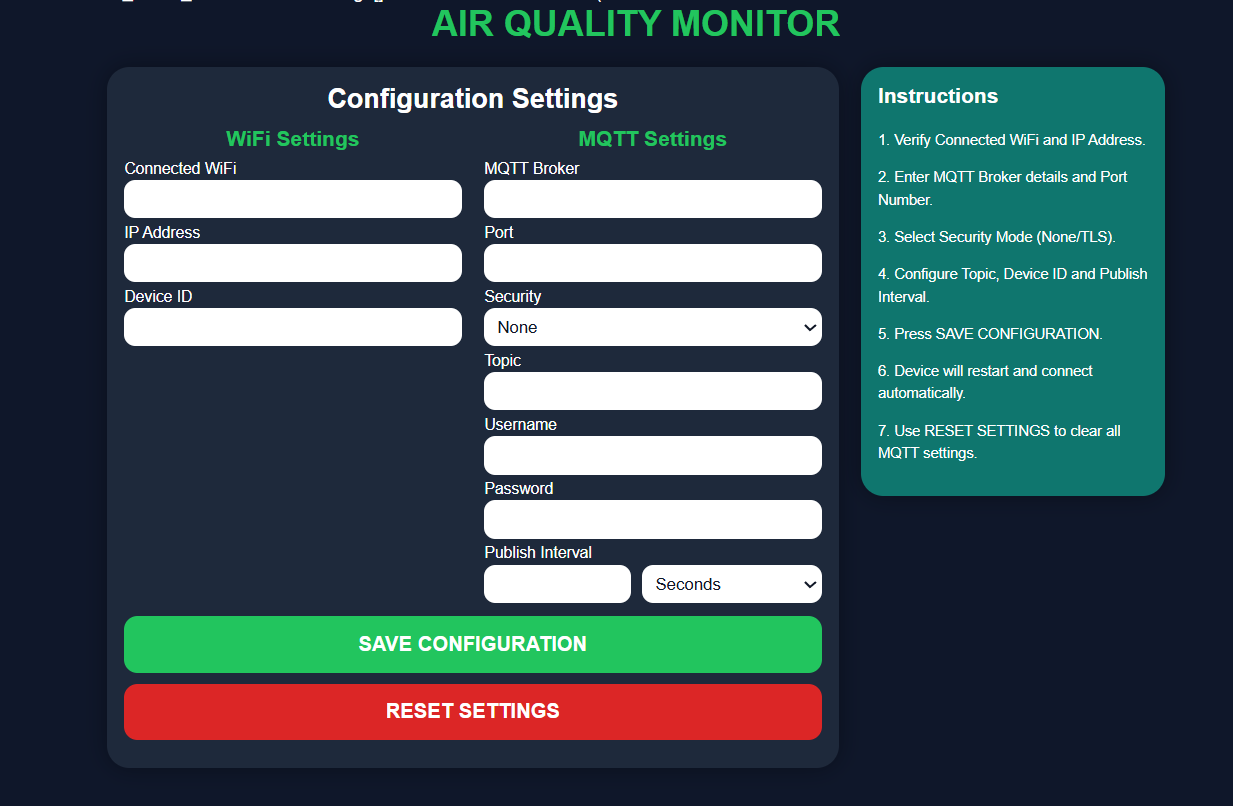 AIR QUALITY MONITOR
Configuration Settings
WiFi Settings
Connected WiFi
IP Address
Device ID
MQTT Settings
MQTT Broker
Port
Security
None
Topic
Username
Password
Publish Interval
Seconds
SAVE CONFIGURATION
RESET SETTINGS
Instructions
1. Verify Connected WiFi and IP Address.
2. Enter MQTT Broker details and Port
Number.
3. Select Security Mode (None/TLS).
4. Configure Topic, Device ID and Publish
Interval.
5. Press SAVE CONFIGURATION.
6. Device will restart and connect
automatically.
7. Use RESET SETTINGS to clear all
MQTT settings.